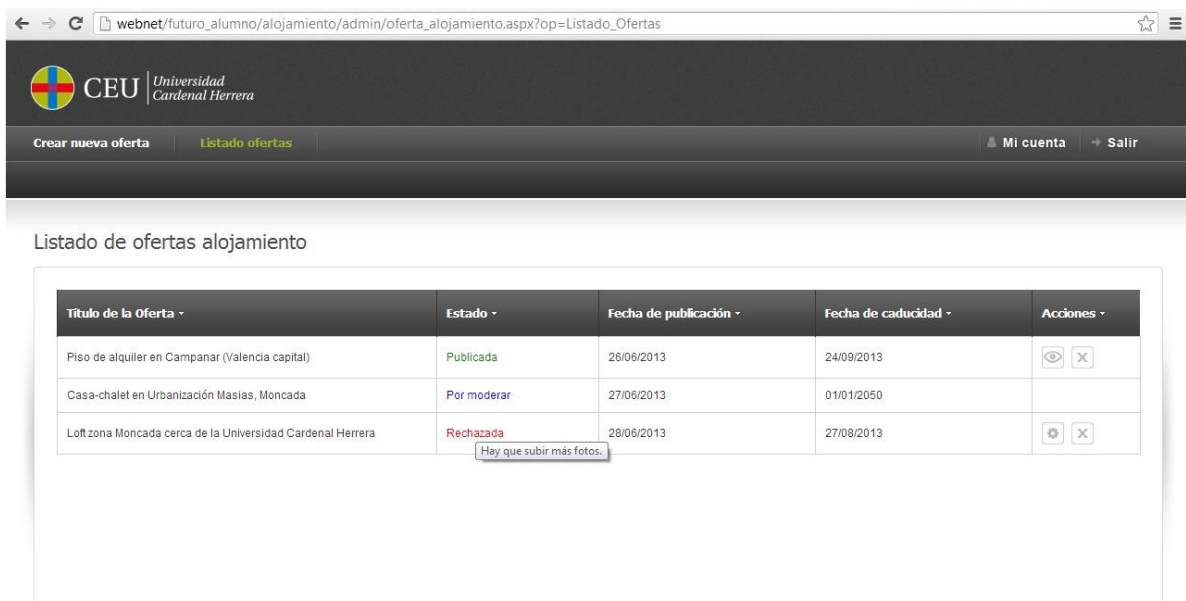 webnet/futuro_alumno/alojamiento/admin/oferta_alojamiento.aspx?op=Listado_Ofertas
CEU Universidad
Cardenal Herrera
Crear nueva oferta Listado ofertas Mi cuenta Salir
Listado de ofertas alojamiento
Título de la Oferta Estado Fecha de publicación Fecha de caducidad Acciones
Piso de alquiler en Campanar (Valencia capital) Publicada 26/06/2013 24/09/2013
Casa-chalet en Urbanización Masias, Moncada Por moderar 27/06/2013 01/01/2050
Loft zona Moncada cerca de la Universidad Cardenal Herrera Rechazada 28/06/2013 27/08/2013
Hay que subir más fotos.